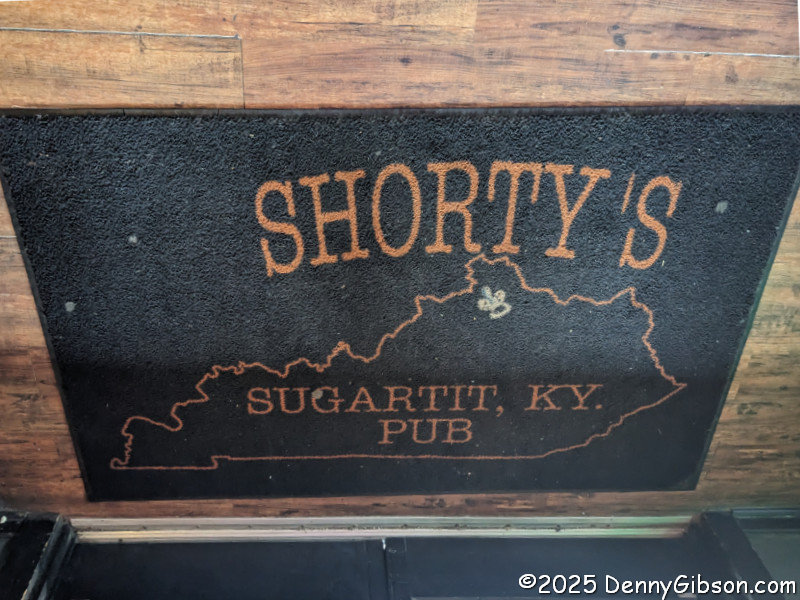 SHORTY'S
SUGARTIT, KY.
PUB
©2025 DennyGibson.com